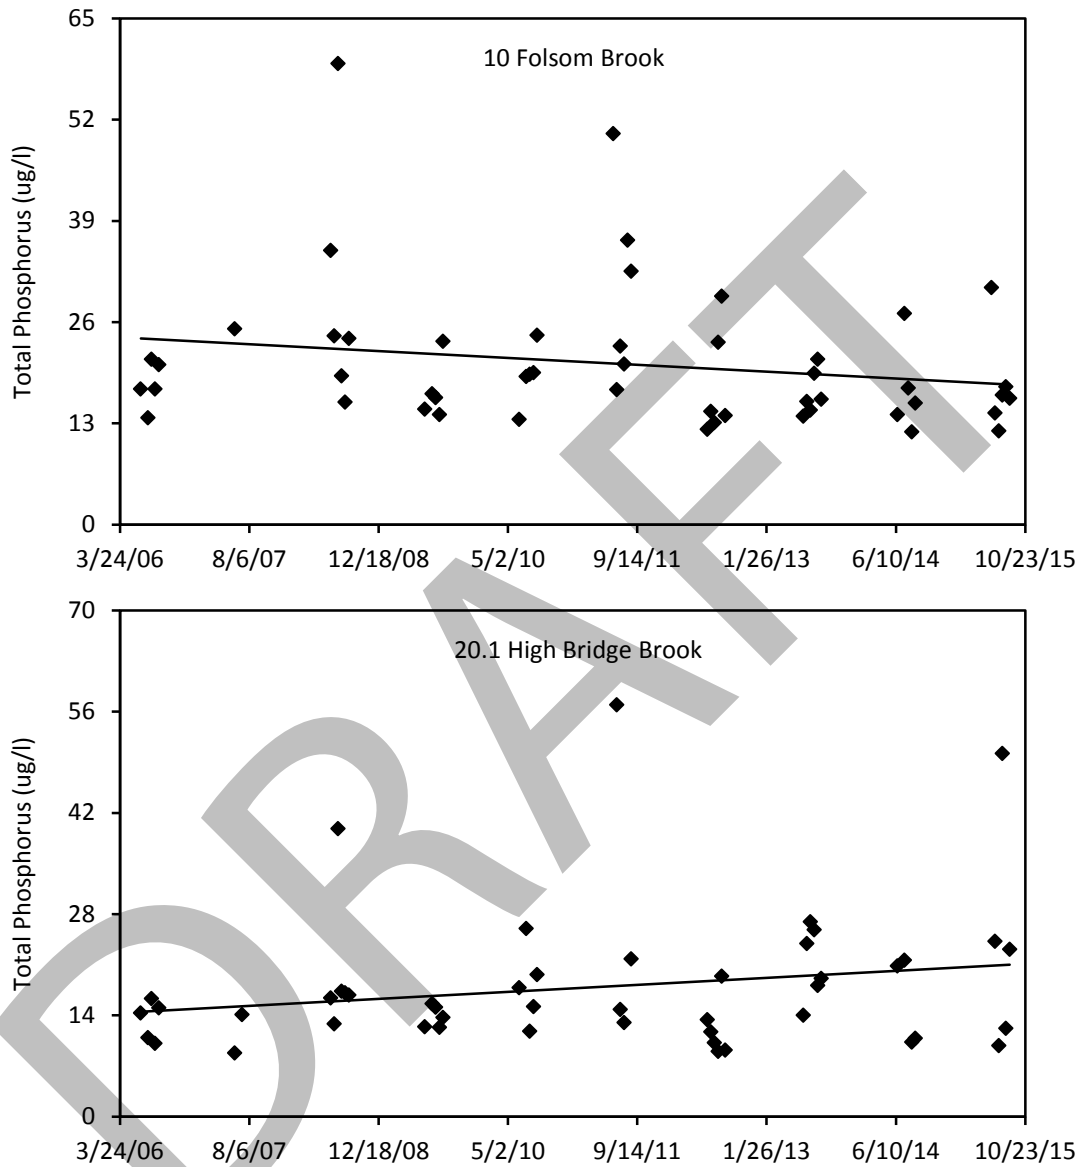 65
10 Folsom Brook
52
39
26
13
0
Total Phosphorus (ug/l)
3/24/06 8/6/07 12/18/08 5/2/10 9/14/11 1/26/13 6/10/14 10/23/15
70
20.1 High Bridge Brook
56
42
28
14
0
Total Phosphorus (ug/l)
3/24/06 8/6/07 12/18/08 5/2/10 9/14/11 1/26/13 6/10/14 10/23/15
DRAFT